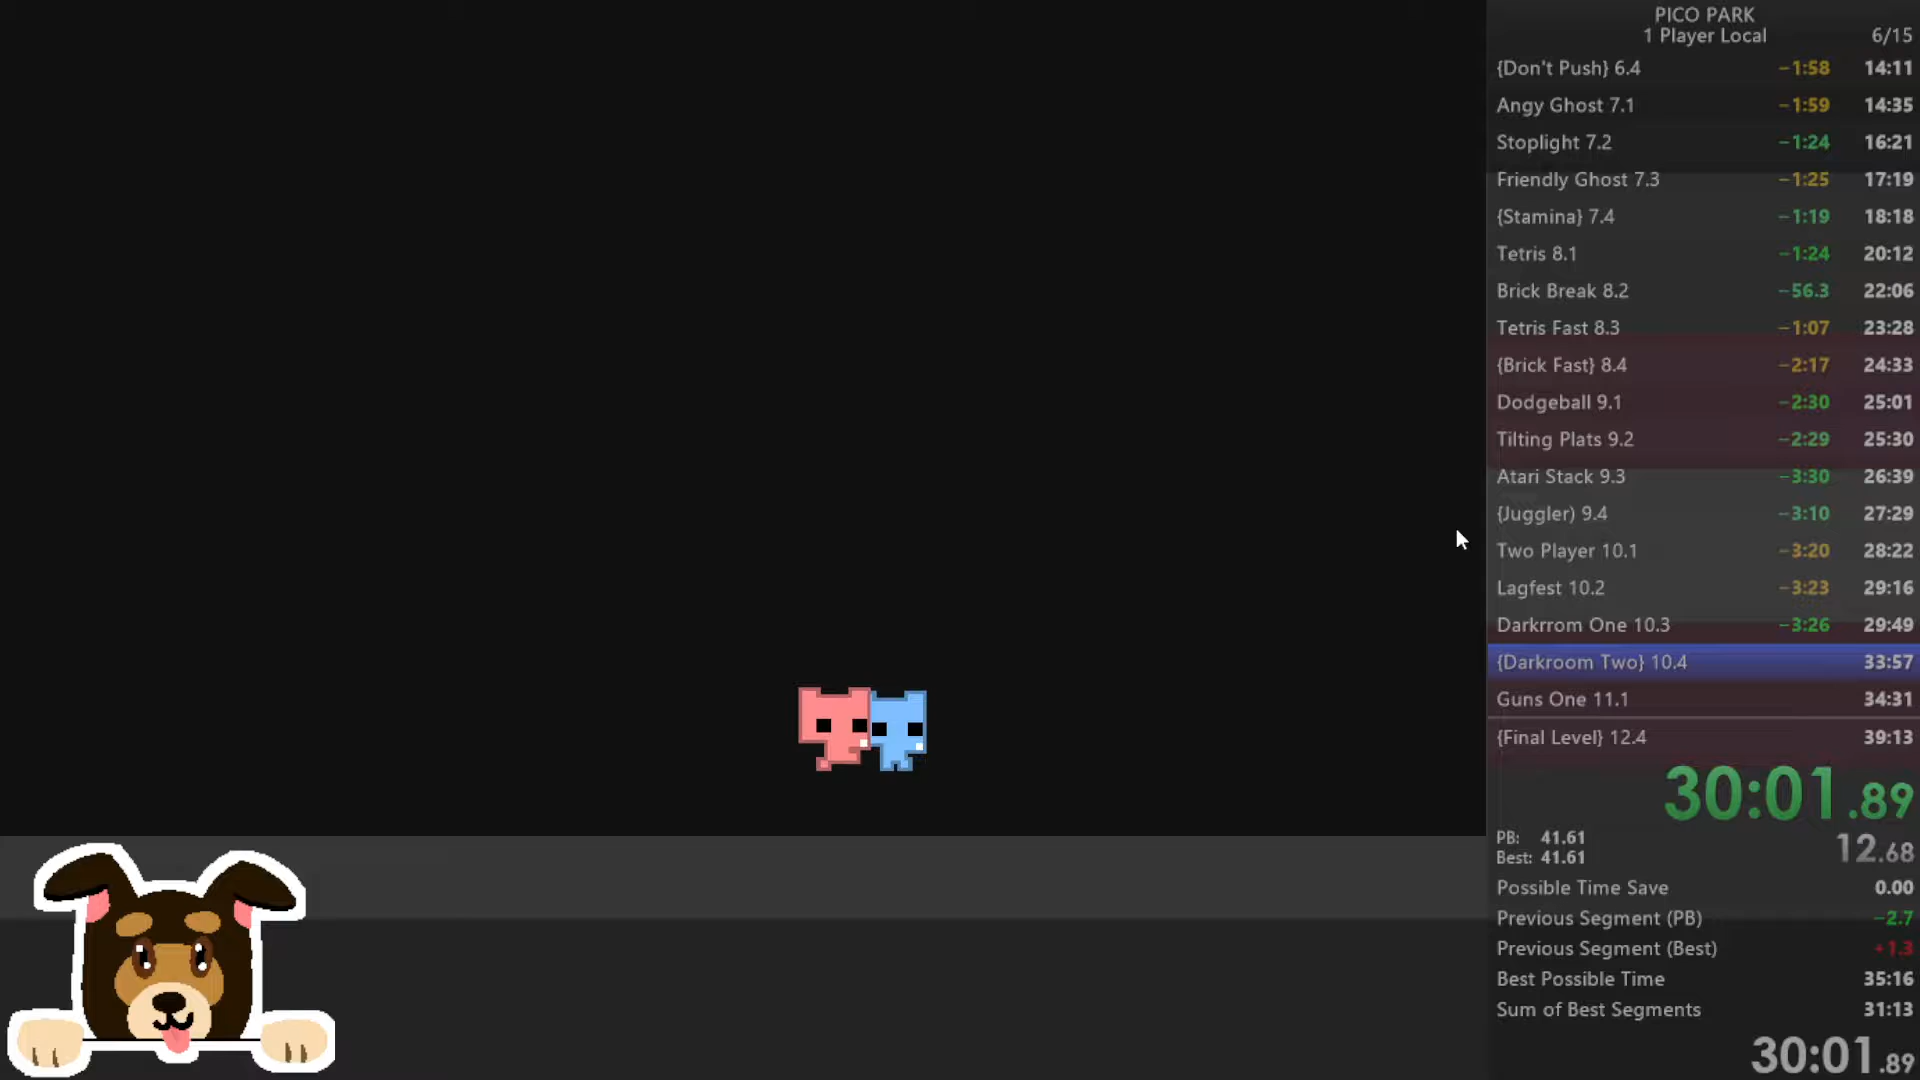 PICO PARK
1 Player Local 6/15
{Don't Push} 6.4 −1:58 14:11
Angy Ghost 7.1 −1:59 14:35
Stoplight 7.2 −1:24 16:21
Friendly Ghost 7.3 −1:25 17:19
{Stamina} 7.4 −1:19 18:18
Tetris 8.1 −1:24 20:12
Brick Break 8.2 −56.3 22:06
Tetris Fast 8.3 −1:07 23:28
{Brick Fast} 8.4 −2:17 24:33
Dodgeball 9.1 −2:30 25:01
Tilting Plats 9.2 −2:29 25:30
Atari Stack 9.3 −3:30 26:39
{Juggler) 9.4 −3:10 27:29
Two Player 10.1 −3:20 28:22
Lagfest 10.2 −3:23 29:16
Darkrrom One 10.3 −3:26 29:49
{Darkroom Two} 10.4 33:57
Guns One 11.1 34:31
{Final Level} 12.4 39:13
30:01.89
PB: 41.61 12.68
Best: 41.61
Possible Time Save 0.00
Previous Segment (PB) −2.7
Previous Segment (Best) +1.3
Best Possible Time 35:16
Sum of Best Segments 31:13
30:01.89